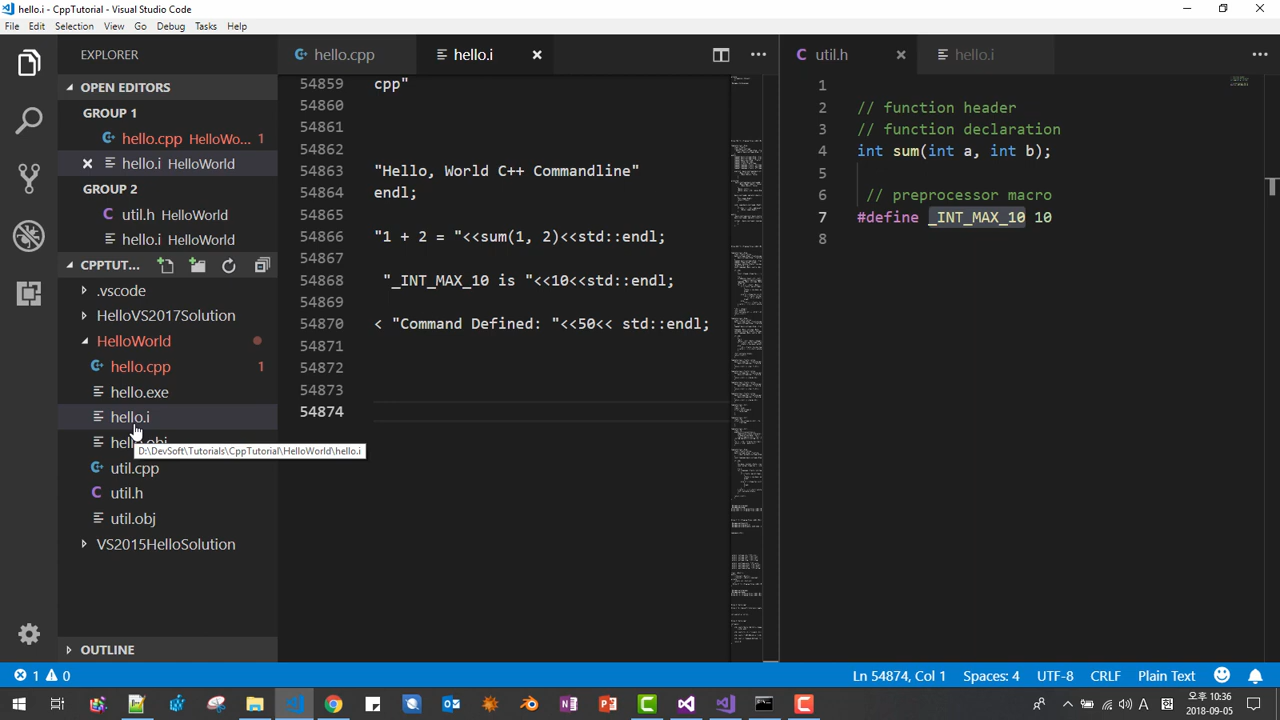 hello.i - CppTutorial - Visual Studio Code
File Edit Selection View Go Debug Tasks Help
EXPLORER
OPEN EDITORS
GROUP 1
hello.cpp HelloWo... 1
hello.i HelloWorld
GROUP 2
util.h HelloWorld
hello.i HelloWorld
CPPTUT...
.vscode
HelloVS2017Solution
HelloWorld
hello.cpp 1
hello.exe
hello.i
D:\DevSoft\Tutorials\CppTutorial\HelloWorld\hello.i
util.cpp
util.h
util.obj
VS2015HelloSolution
OUTLINE
hello.cpp hello.i
54859 cpp"
54860
54861
54862
54863 "Hello, World C++ Commandline"
54864 endl;
54865
54866 "1 + 2 = "<<sum(1, 2)<<std::endl;
54867
54868 "_INT_MAX_10 is "<<10<<std::endl;
54869
54870 < "Command Defined: "<<50<< std::endl;
54871
54872
54873
54874
util.h hello.i
1
2 // function header
3 // function declaration
4 int sum(int a, int b);
5
6 // preprocessor macro
7 #define _INT_MAX_10 10
8
1 0 Ln 54874, Col 1 Spaces: 4 UTF-8 CRLF Plain Text
A 오후 10:36
2018-09-05